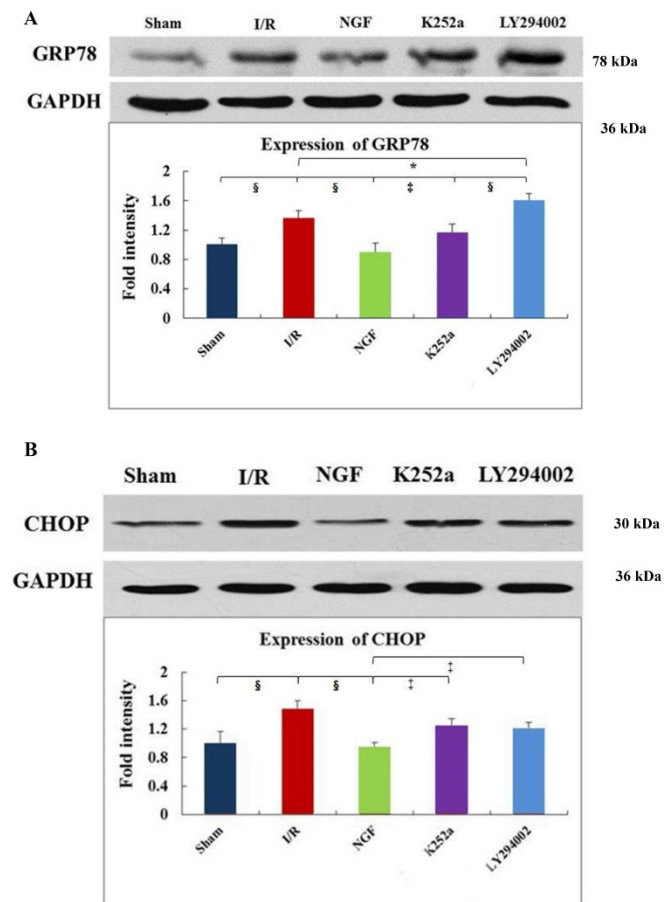 A
Sham I/R NGF K252a LY294002
GRP78
78 kDa
GAPDH
36 kDa
Expression of GRP78
*
§ § ‡ §
Fold intensity
2
1.6
1.2
0.8
0.4
0
Sham I/R NGF K252a LY294002
B
Sham I/R NGF K252a LY294002
CHOP
30 kDa
GAPDH
36 kDa
Expression of CHOP
‡
§ § ‡
Fold intensity
2
1.6
1.2
0.8
0.4
0
Sham I/R NGF K252a LY294002